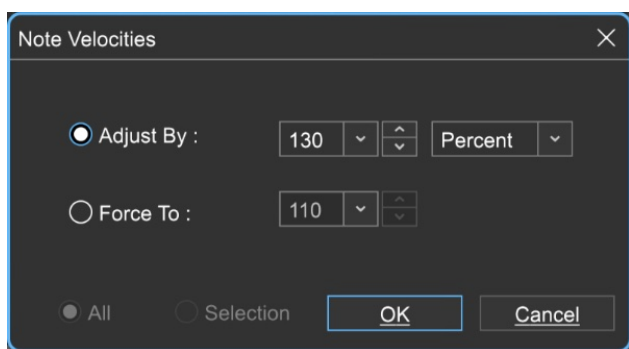 Note Velocities
Adjust By : 130 Percent
Force To : 110
All Selection OK Cancel